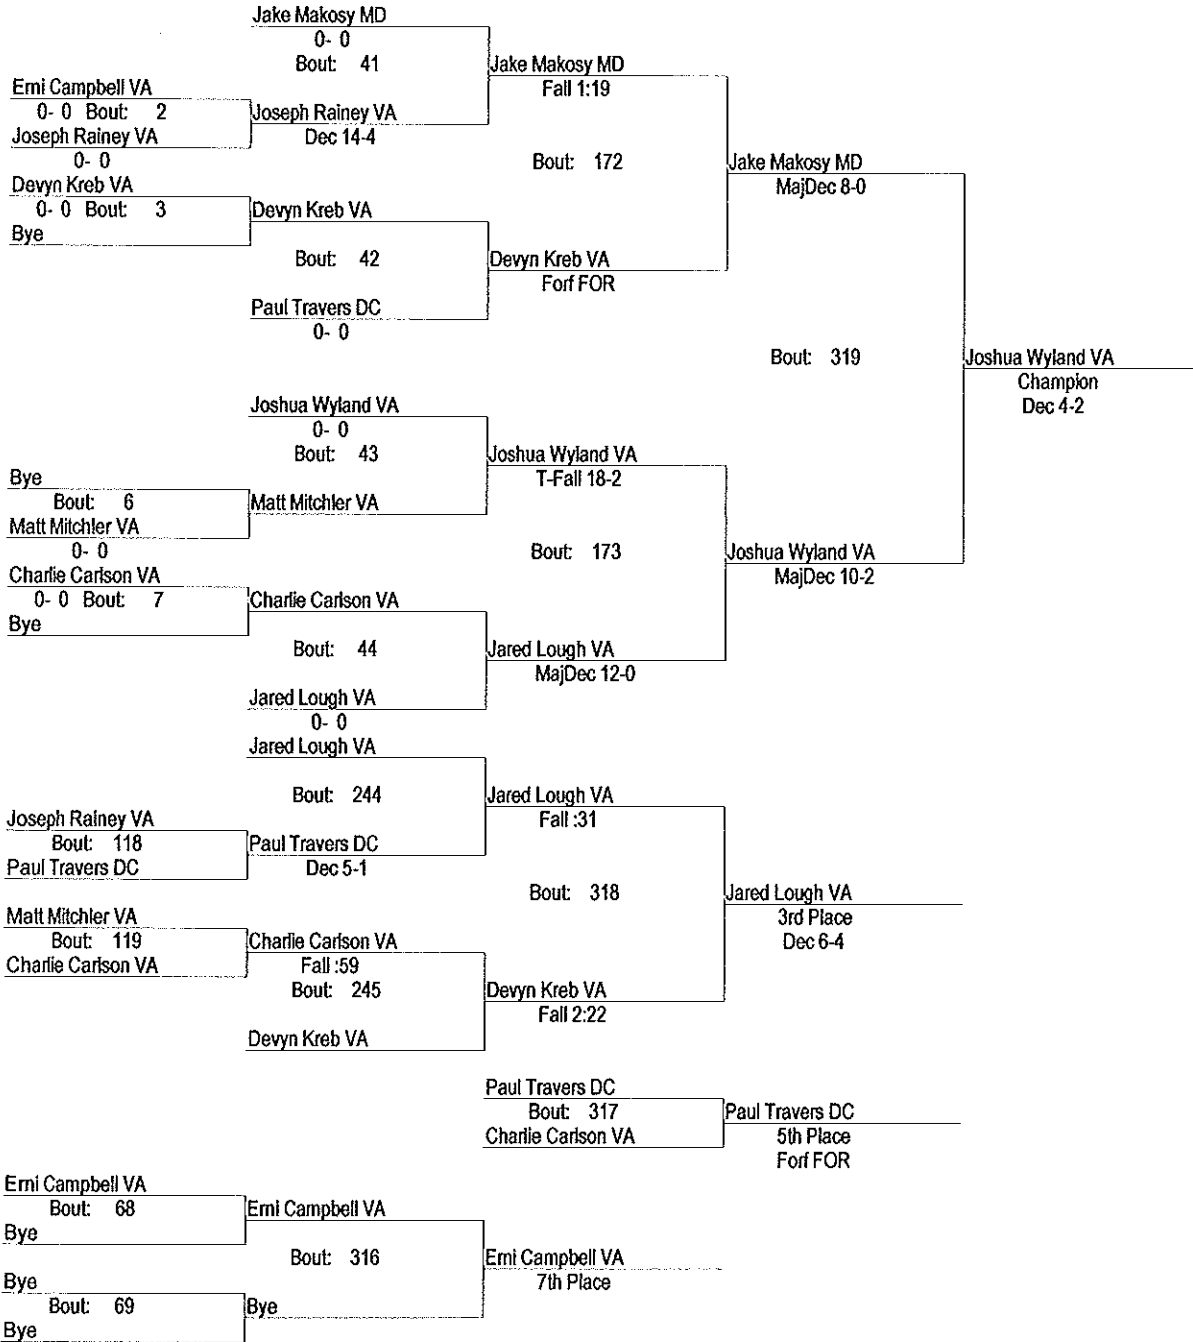 Jake Makosy MD
0- 0
Bout: 41
Jake Makosy MD
Fall 1:19
Erni Campbell VA
0- 0 Bout: 2
Joseph Rainey VA
Dec 14-4
Joseph Rainey VA
0- 0
Bout: 172
Jake Makosy MD
MajDec 8-0
Devyn Kreb VA
0- 0 Bout: 3
Devyn Kreb VA
Bye
Bout: 42
Devyn Kreb VA
Forf FOR
Paul Travers DC
0- 0
Bout: 319
Joshua Wyland VA
Champion
Dec 4-2
Joshua Wyland VA
0- 0
Bout: 43
Joshua Wyland VA
T-Fall 18-2
Bye
Bout: 6
Matt Mitchler VA
Matt Mitchler VA
0- 0
Bout: 173
Joshua Wyland VA
MajDec 10-2
Charlie Carlson VA
0- 0 Bout: 7
Charlie Carlson VA
Bye
Bout: 44
Jared Lough VA
MajDec 12-0
Jared Lough VA
0- 0
Jared Lough VA
Bout: 244
Jared Lough VA
Fall :31
Joseph Rainey VA
Bout: 118
Paul Travers DC
Dec 5-1
Paul Travers DC
Bout: 318
Jared Lough VA
3rd Place
Dec 6-4
Matt Mitchler VA
Bout: 119
Charlie Carlson VA
Fall :59
Charlie Carlson VA
Bout: 245
Devyn Kreb VA
Fall 2:22
Devyn Kreb VA
Paul Travers DC
Bout: 317
Paul Travers DC
5th Place
Forf FOR
Charlie Carlson VA
Erni Campbell VA
Bout: 68
Erni Campbell VA
Bye
Bout: 316
Erni Campbell VA
7th Place
Bye
Bout: 69
Bye
Bye